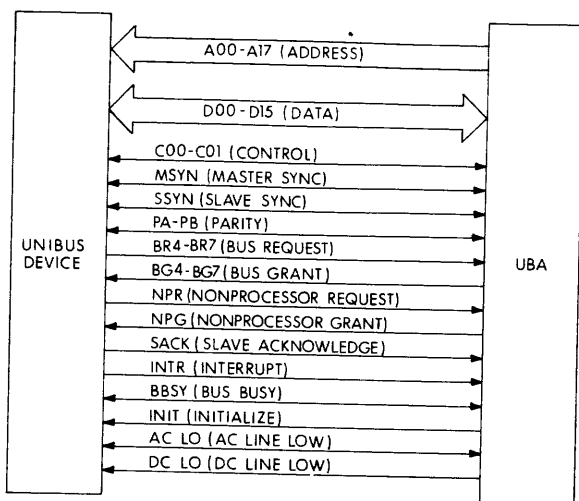 A00-A17 (ADDRESS)
D00-D15 (DATA)
C00-C01 (CONTROL)
MSYN (MASTER SYNC)
SSYN (SLAVE SYNC)
PA-PB (PARITY)
BR4-BR7 (BUS REQUEST)
UNIBUS
DEVICE
UBA
BG4-BG7 (BUS GRANT)
NPR (NONPROCESSOR REQUEST)
NPG (NONPROCESSOR GRANT)
SACK (SLAVE ACKNOWLEDGE)
INTR (INTERRUPT)
BBSY (BUS BUSY)
INIT (INITIALIZE)
AC LO (AC LINE LOW)
DC LO (DC LINE LOW)